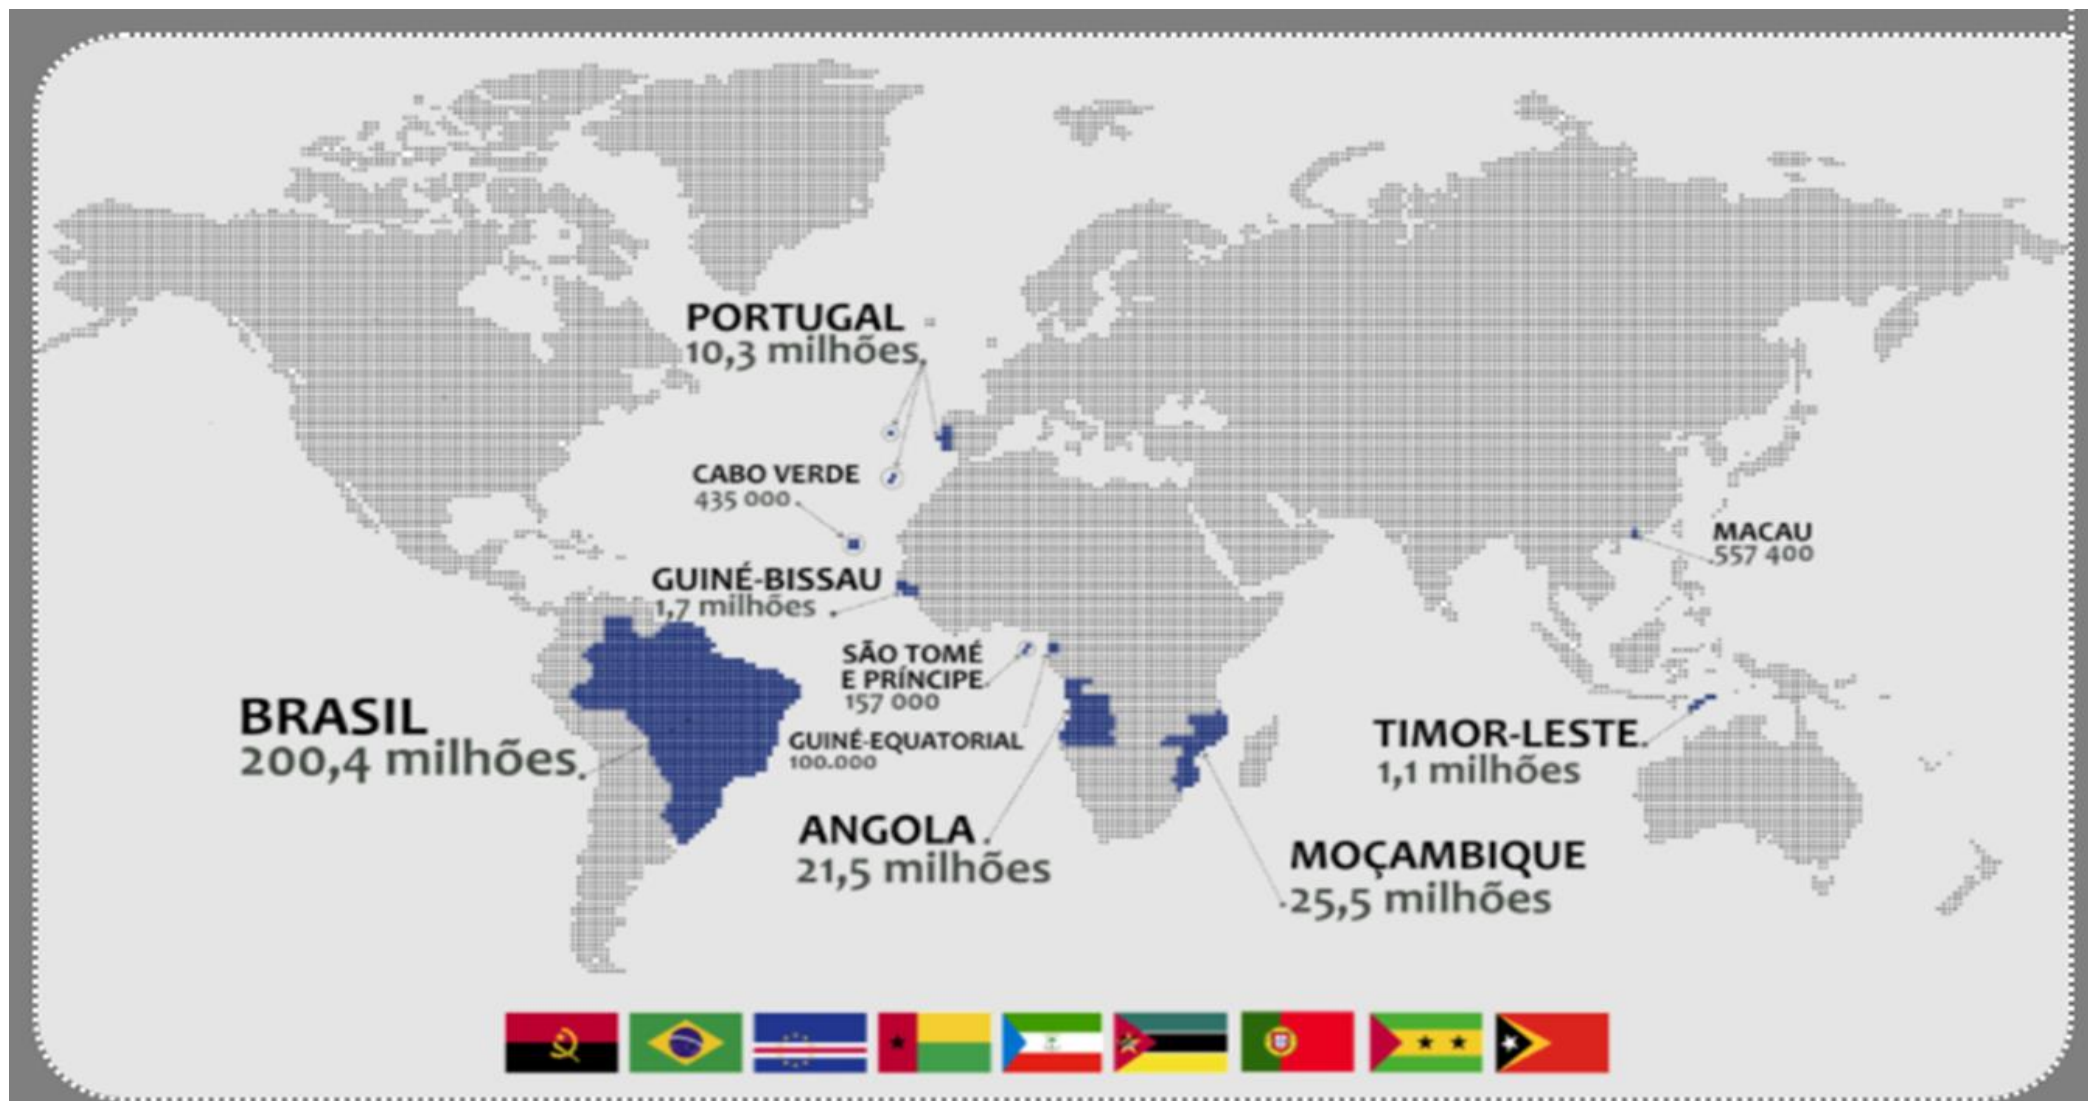 PORTUGAL
10,3 milhões
CABO VERDE
435 000
MACAU
557 400
GUINÉ-BISSAU
1,7 milhões
SÃO TOMÉ
E PRÍNCIPE
157 000
BRASIL
200,4 milhões
GUINÉ-EQUATORIAL
100.000
TIMOR-LESTE
1,1 milhões
ANGOLA
21,5 milhões
MOÇAMBIQUE
25,5 milhões